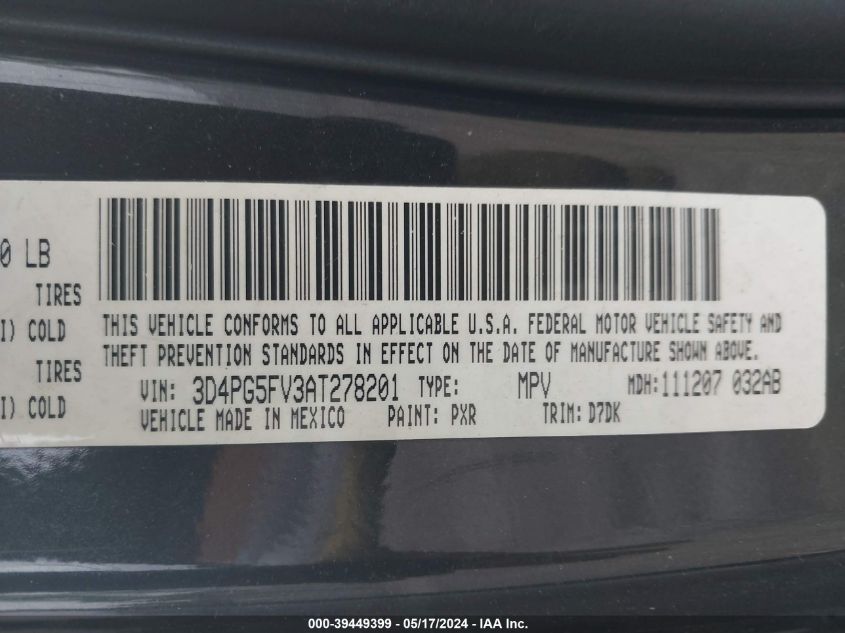 0 LB
TIRES
I) COLD
TIRES
I) COLD
THIS VEHICLE CONFORMS TO ALL APPLICABLE U.S.A. FEDERAL MOTOR VEHICLE SAFETY AND
THEFT PREVENTION STANDARDS IN EFFECT ON THE DATE OF MANUFACTURE SHOWN ABOVE.
VIN: 3D4PG5FV3AT278201 TYPE: MPV MDH:111207 032AB
VEHICLE MADE IN MEXICO PAINT: PXR TRIM: D7DK
000-39449399 - 05/17/2024 - IAA Inc.